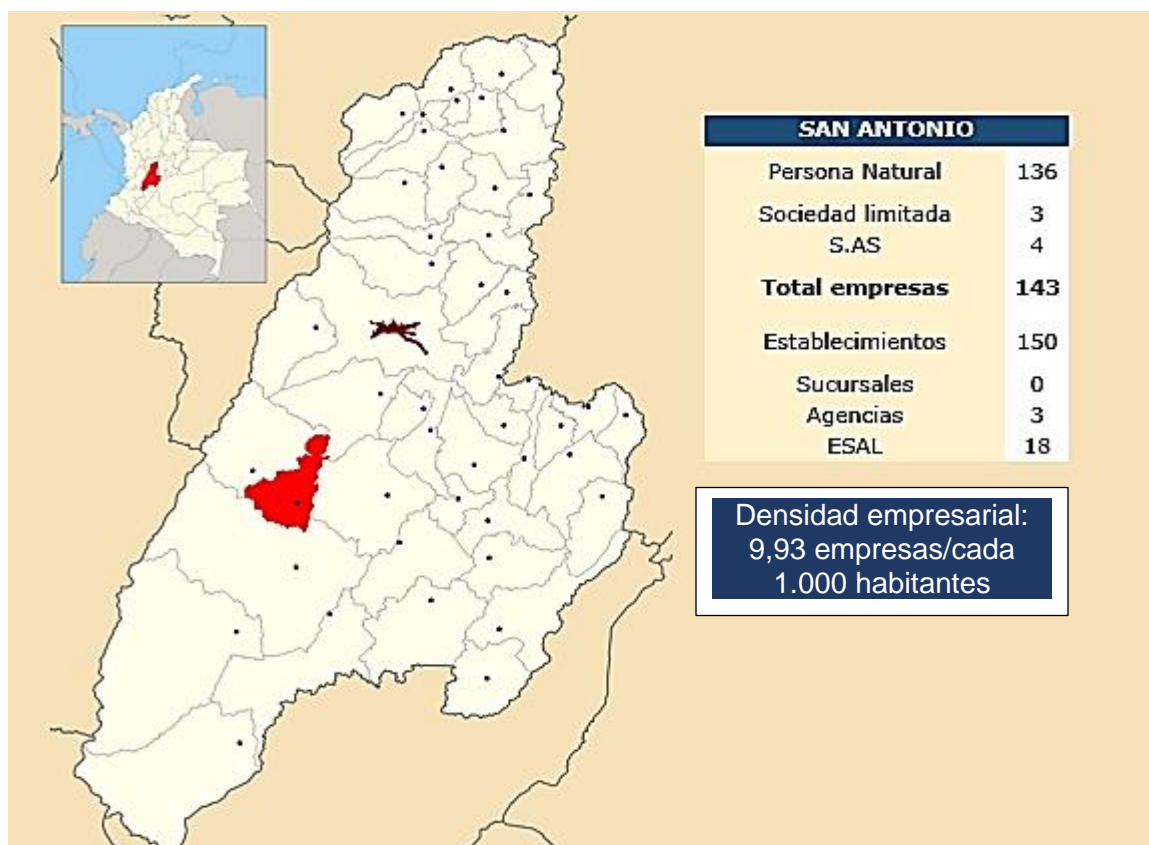 SAN ANTONIO
Persona Natural 136
Sociedad limitada 3
S.AS 4
Total empresas 143
Establecimientos 150
Sucursales 0
Agencias 3
ESAL 18
Densidad empresarial:
9,93 empresas/cada
1.000 habitantes